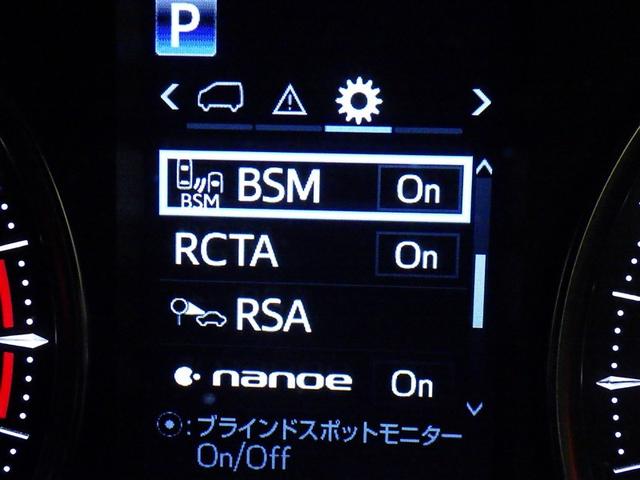 P
BSM BSM On
RCTA On
RSA
nanoe On
:ブラインドスポットモニター
On/Off